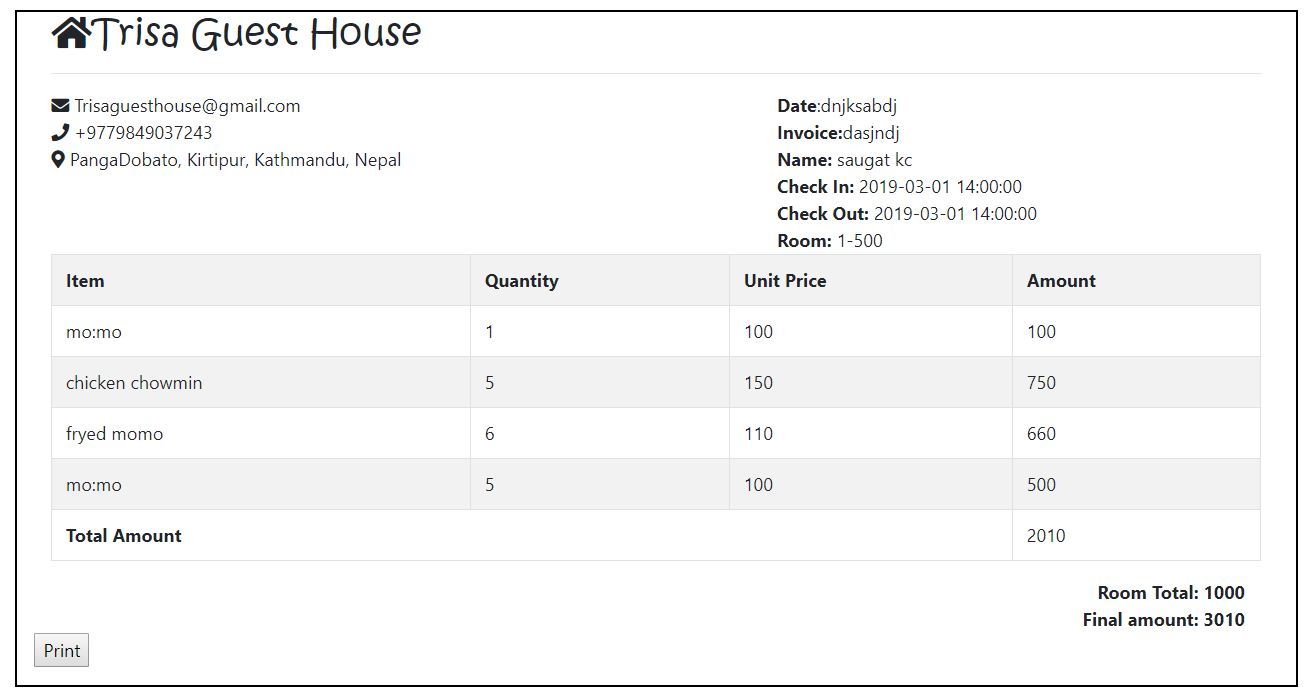 Trisa Guest House
Trisaguesthouse@gmail.com
+9779849037243
PangaDobato, Kirtipur, Kathmandu, Nepal
Date:dnjksabdj
Invoice:dasjndj
Name: saugat kc
Check In: 2019-03-01 14:00:00
Check Out: 2019-03-01 14:00:00
Room: 1-500
Item Quantity Unit Price Amount
mo:mo 1 100 100
chicken chowmin 5 150 750
fryed momo 6 110 660
mo:mo 5 100 500
Total Amount 2010
Room Total: 1000
Final amount: 3010
Print